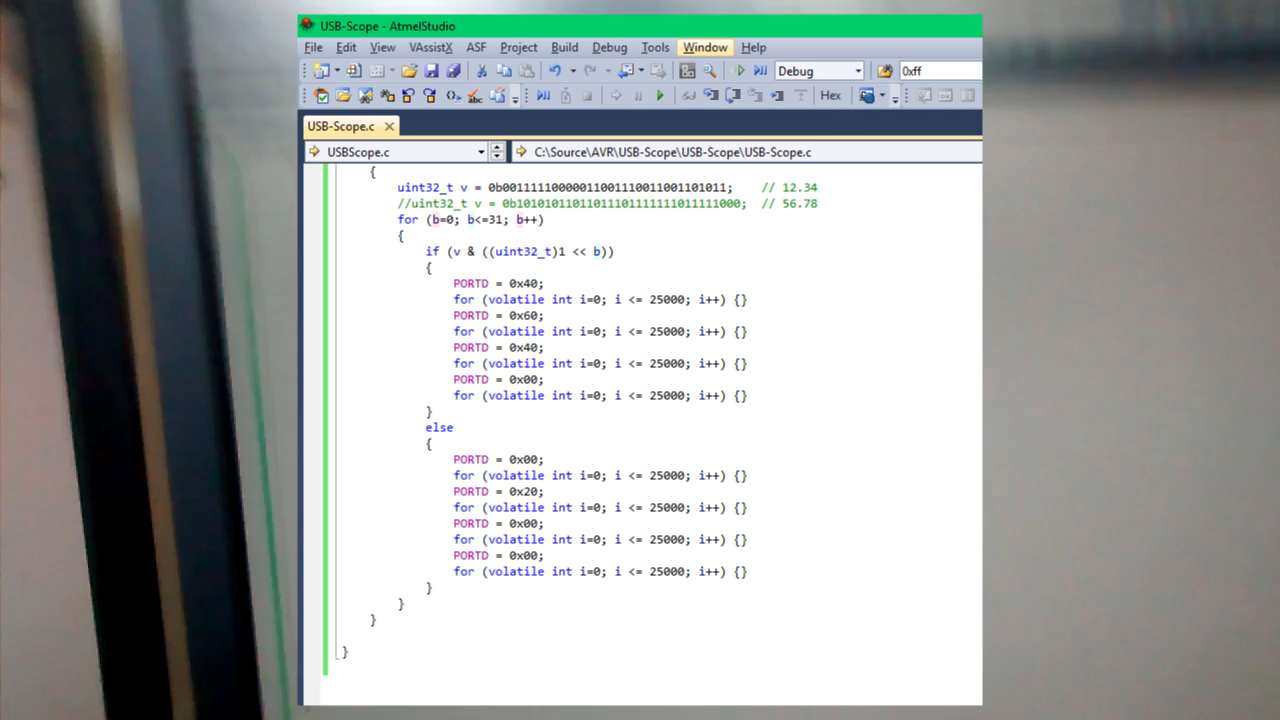 USB-Scope - AtmelStudio
File Edit View VAssistX ASF Project Build Debug Tools Window Help
Debug 0xff
Hex
USB-Scope.c
USBScope.c C:\Source\AVR\USB-Scope\USB-Scope\USB-Scope.c
{
uint32_t v = 0b00111110000011001110011001101011; // 12.34
//uint32_t v = 0b10101011011011101111111011111000; // 56.78
for (b=0; b<=31; b++)
{
if (v & ((uint32_t)1 << b))
{
PORTD = 0x40;
for (volatile int i=0; i <= 25000; i++) {}
PORTD = 0x60;
for (volatile int i=0; i <= 25000; i++) {}
PORTD = 0x40;
for (volatile int i=0; i <= 25000; i++) {}
PORTD = 0x00;
for (volatile int i=0; i <= 25000; i++) {}
}
else
{
PORTD = 0x00;
for (volatile int i=0; i <= 25000; i++) {}
PORTD = 0x20;
for (volatile int i=0; i <= 25000; i++) {}
PORTD = 0x00;
for (volatile int i=0; i <= 25000; i++) {}
PORTD = 0x00;
for (volatile int i=0; i <= 25000; i++) {}
}
}
}
}